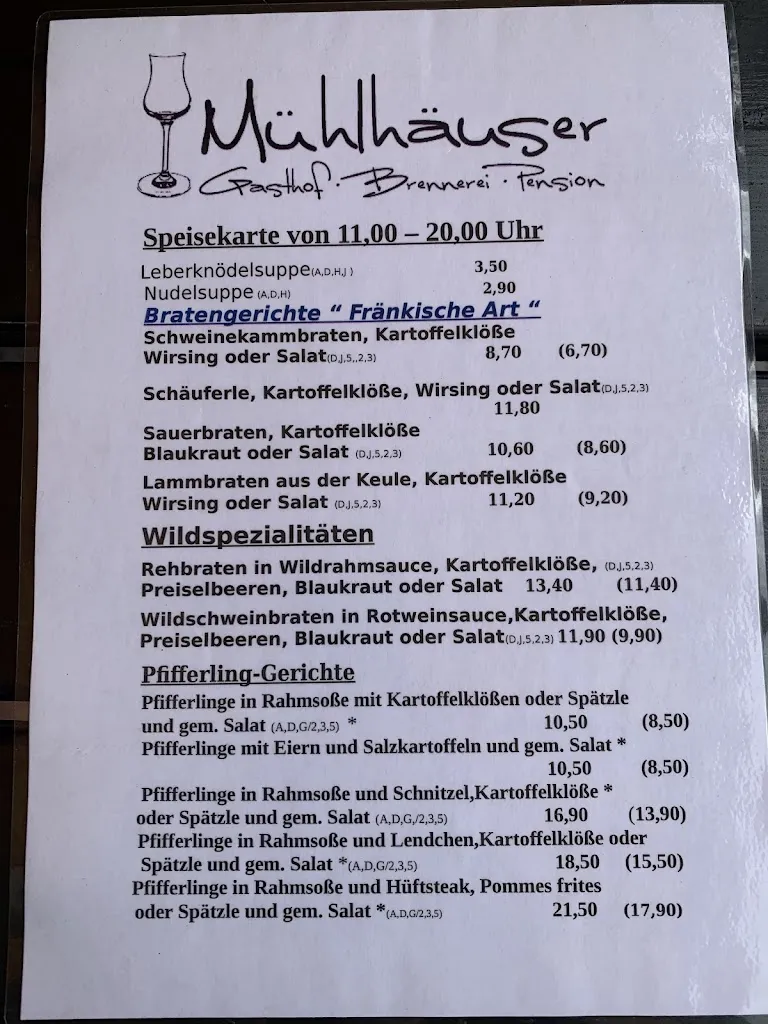 Mühlhäuser
Gasthof · Brennerei · Pension
Speisekarte von 11,00 – 20,00 Uhr
Leberknödelsuppe(A,D,H,J ) 3,50
Nudelsuppe (A,D,H) 2,90
Bratengerichte “ Fränkische Art “
Schweinekammbraten, Kartoffelklöße
Wirsing oder Salat(D,J,5,,2,3) 8,70 (6,70)
Schäuferle, Kartoffelklöße, Wirsing oder Salat(D,J,5,2,3)
11,80
Sauerbraten, Kartoffelklöße
Blaukraut oder Salat (D,J,5,2,3) 10,60 (8,60)
Lammbraten aus der Keule, Kartoffelklöße
Wirsing oder Salat (D,J,5,2,3) 11,20 (9,20)
Wildspezialitäten
Rehbraten in Wildrahmsauce, Kartoffelklöße, (D,J,5,2,3)
Preiselbeeren, Blaukraut oder Salat 13,40 (11,40)
Wildschweinbraten in Rotweinsauce,Kartoffelklöße,
Preiselbeeren, Blaukraut oder Salat(D,J,5,2,3) 11,90 (9,90)
Pfifferling-Gerichte
Pfifferlinge in Rahmsoße mit Kartoffelklößen oder Spätzle
und gem. Salat (A,D,G/2,3,5) * 10,50 (8,50)
Pfifferlinge mit Eiern und Salzkartoffeln und gem. Salat *
10,50 (8,50)
Pfifferlinge in Rahmsoße und Schnitzel,Kartoffelklöße *
oder Spätzle und gem. Salat (A,D,G,/2,3,5) 16,90 (13,90)
Pfifferlinge in Rahmsoße und Lendchen,Kartoffelklöße oder
Spätzle und gem. Salat *(A,D,G/2,3,5) 18,50 (15,50)
Pfifferlinge in Rahmsoße und Hüftsteak, Pommes frites
oder Spätzle und gem. Salat *(A,D,G/2,3,5) 21,50 (17,90)